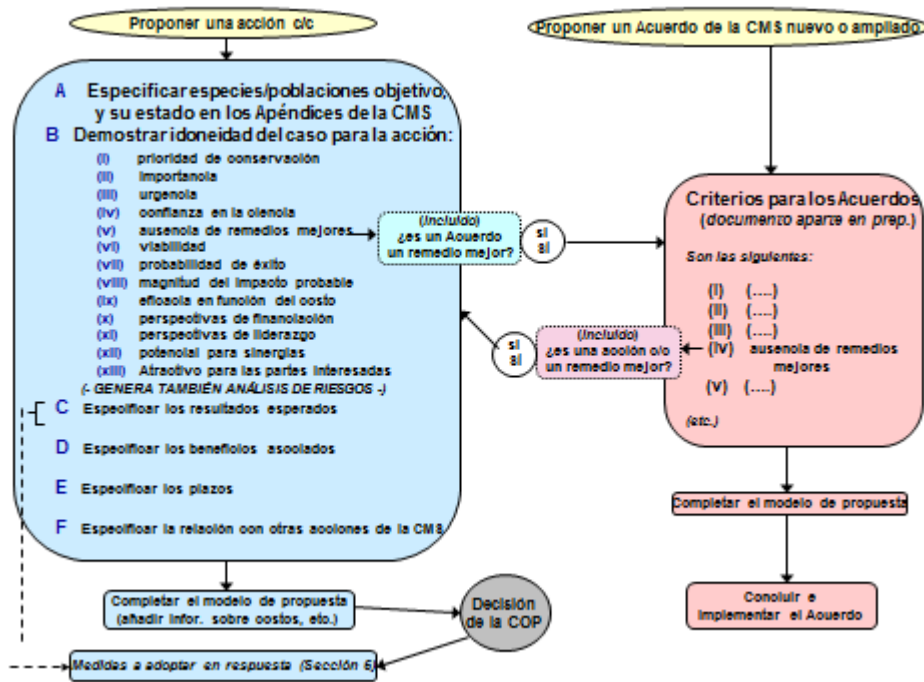 Proponer una acción c/c
Proponer un Acuerdo de la CMS nuevo o ampliado
A Especificar especies/poblaciones objetivo,
y su estado en los Apéndices de la CMS
B Demostrar idoneidad del caso para la acción:
(i) prioridad de conservación
(ii) importancia
(iii) urgencia
(iv) confianza en la ciencia
(v) ausencia de remedios mejores
(vi) viabilidad
(vii) probabilidad de éxito
(viii) magnitud del impacto probable
(ix) eficacia en función del costo
(x) perspectivas de financiación
(xi) perspectivas de liderazgo
(xii) potencial para sinergias
(xiii) Atractivo para las partes interesadas
(- GENERA TAMBIÉN ANÁLISIS DE RIESGOS -)
C Especificar los resultados esperados
D Especificar los beneficios asociados
E Especificar los plazos
F Especificar la relación con otras acciones de la CMS
(incluido)
¿es un Acuerdo
un remedio mejor?
si
SÍ
(incluido)
¿es una acción c/c
un remedio mejor?
si
SÍ
Criterios para los Acuerdos
(documento aparte en prep.)
Son las siguientes:
(i) (....)
(ii) (....)
(iii) (....)
(iv) ausencia de remedios
mejores
(v) (....)
(etc.)
Completar el modelo de propuesta
Concluir e
implementar el Acuerdo
Completar el modelo de propuesta
(añadir infor. sobre costos, etc.)
Decisión
de la COP
Medidas a adoptar en respuesta (Sección 6)